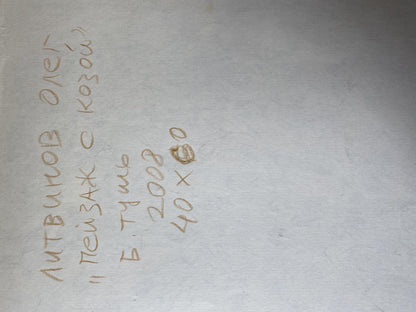 ЛИТВИНОВ ОЛЕГ
"ПЕЙЗАЖ С КОЗОЙ"
Б. ТУШЬ
2008
40 X 60